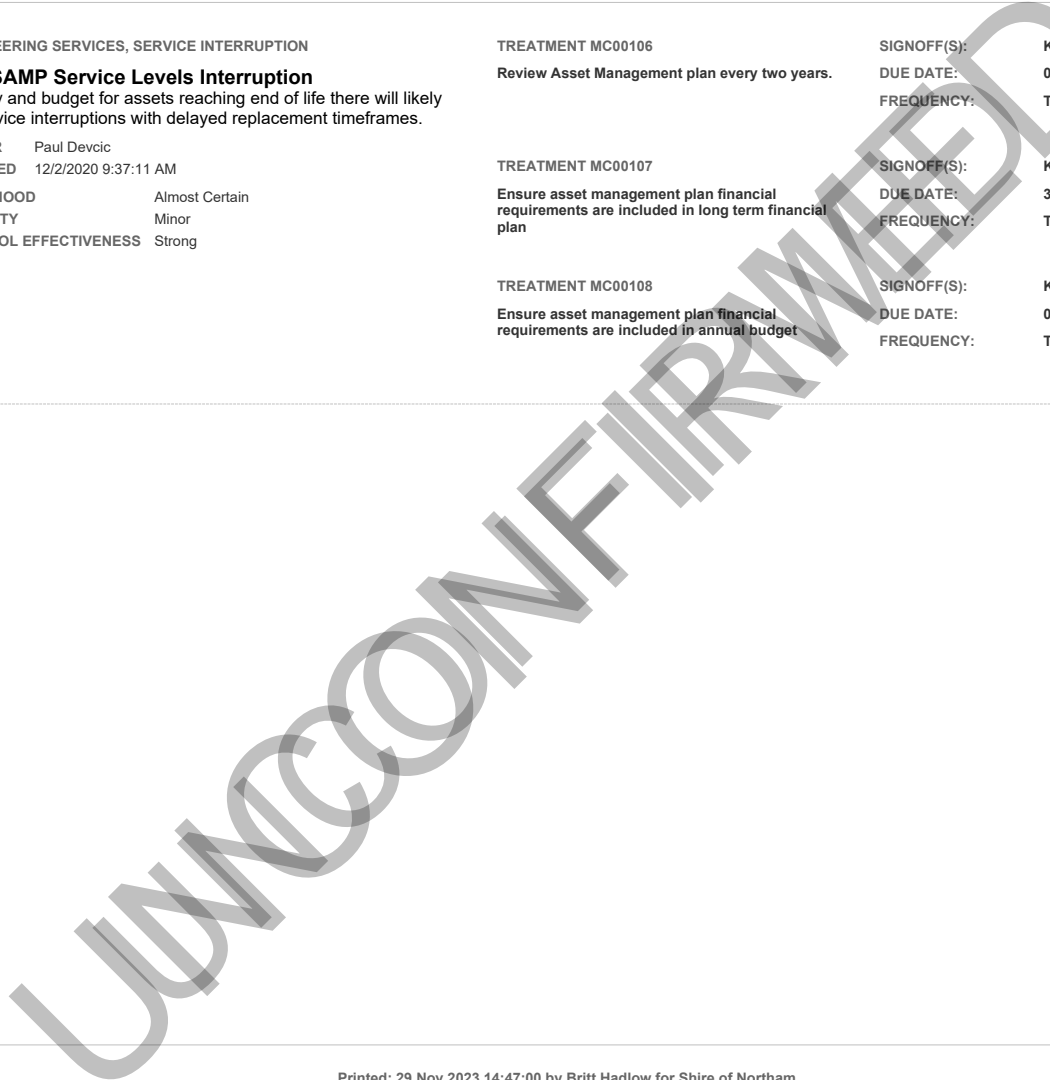 ERING SERVICES, SERVICE INTERRUPTION
SAMP Service Levels Interruption
y and budget for assets reaching end of life there will likely
vice interruptions with delayed replacement timeframes.
R Paul Devcic
ED 12/2/2020 9:37:11 AM
HOOD Almost Certain
TY Minor
OL EFFECTIVENESS Strong
TREATMENT MC00106
Review Asset Management plan every two years.
SIGNOFF(S): K
DUE DATE: 0
FREQUENCY: T
TREATMENT MC00107
Ensure asset management plan financial
requirements are included in long term financial
plan
SIGNOFF(S): K
DUE DATE: 3
FREQUENCY: T
TREATMENT MC00108
Ensure asset management plan financial
requirements are included in annual budget
SIGNOFF(S): K
DUE DATE: 0
FREQUENCY: T
Printed: 29 Nov 2023 14:47:00 by Britt Hadlow for Shire of Northam